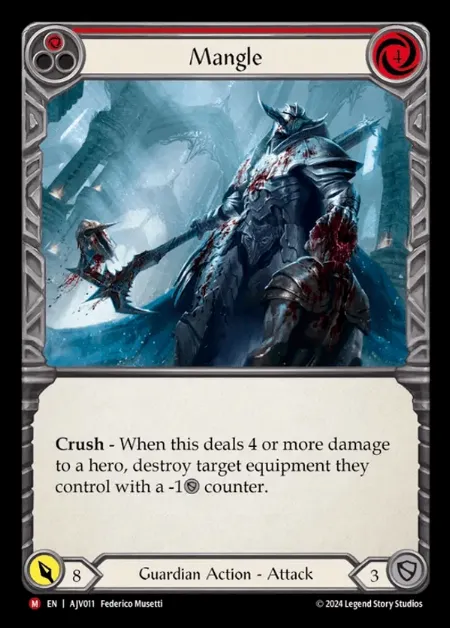 4
Mangle
Crush - When this deals 4 or more damage
to a hero, destroy target equipment they
control with a -1 counter.
8
Guardian Action - Attack
3
M EN | AJV011 Federico Musetti
© 2024 Legend Story Studios